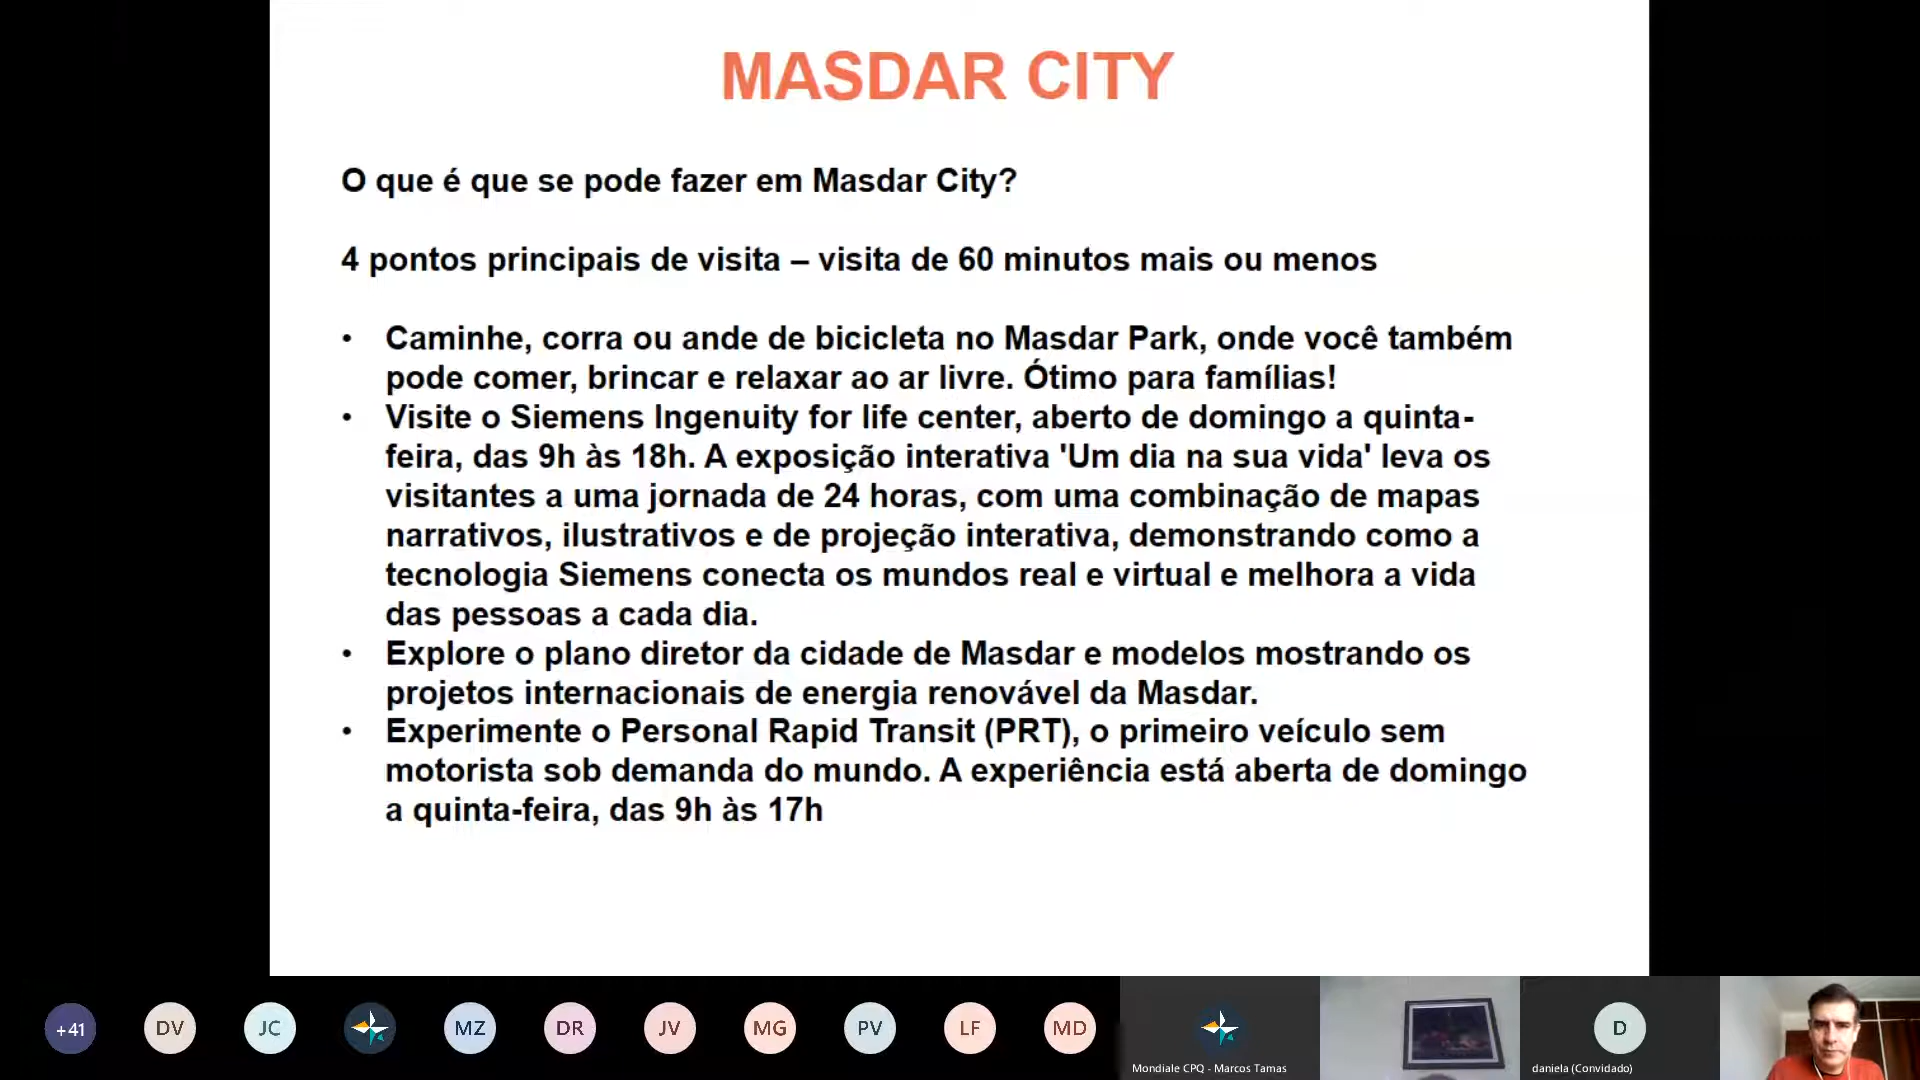 MASDAR CITY
O que é que se pode fazer em Masdar City?
4 pontos principais de visita – visita de 60 minutos mais ou menos
• Caminhe, corra ou ande de bicicleta no Masdar Park, onde você também
pode comer, brincar e relaxar ao ar livre. Ótimo para famílias!
• Visite o Siemens Ingenuity for life center, aberto de domingo a quinta-
feira, das 9h às 18h. A exposição interativa 'Um dia na sua vida' leva os
visitantes a uma jornada de 24 horas, com uma combinação de mapas
narrativos, ilustrativos e de projeção interativa, demonstrando como a
tecnologia Siemens conecta os mundos real e virtual e melhora a vida
das pessoas a cada dia.
• Explore o plano diretor da cidade de Masdar e modelos mostrando os
projetos internacionais de energia renovável da Masdar.
• Experimente o Personal Rapid Transit (PRT), o primeiro veículo sem
motorista sob demanda do mundo. A experiência está aberta de domingo
a quinta-feira, das 9h às 17h
+41 DV JC MZ DR JV MG PV LF MD D
Mondiale CPQ - Marcos Tamas daniela (Convidado)